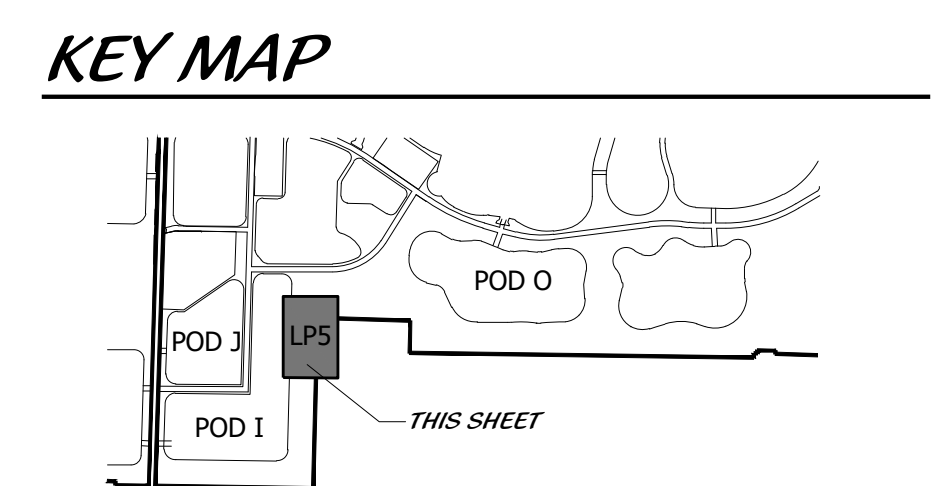 KEY MAP
POD O
LP5
POD J
THIS SHEET
POD I